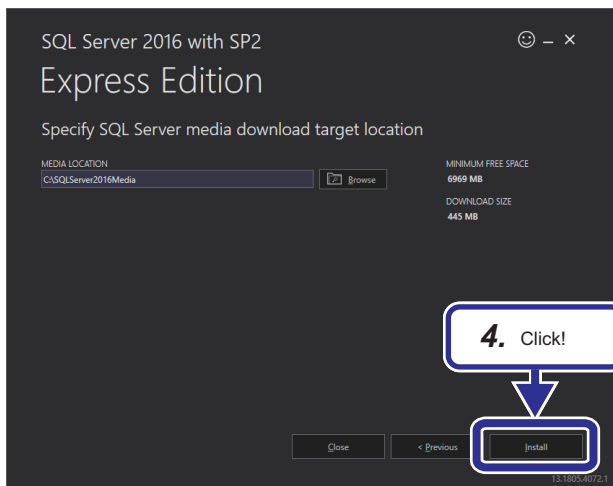 SQL Server 2016 with SP2
Express Edition
Specify SQL Server media download target location
MEDIA LOCATION
C:\SQLServer2016Media
Browse
MINIMUM FREE SPACE
6969 MB
DOWNLOAD SIZE
445 MB
4. Click!
Close
< Previous
Install
13.1805.4072.1